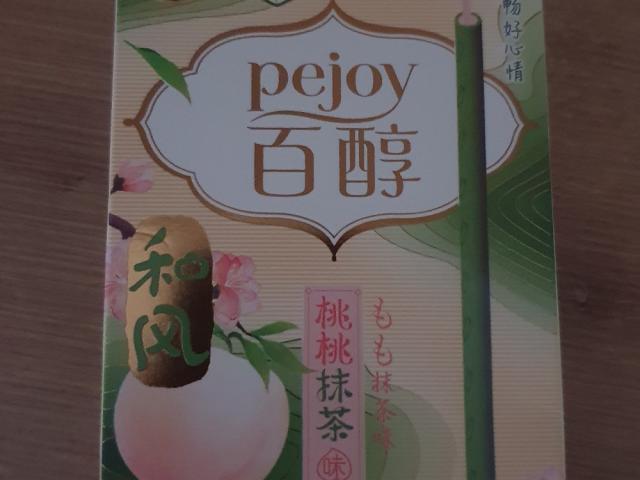 pejoy
百醇
畅好心情
和风
桃桃抹茶味
もも抹茶味